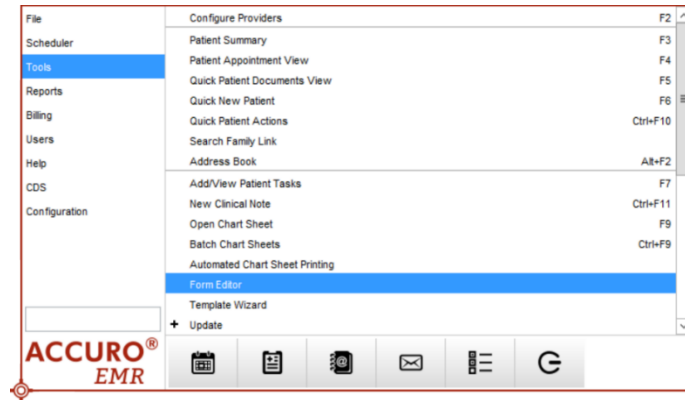 File
Scheduler
Tools
Reports
Billing
Users
Help
CDS
Configuration
ACCURO®
EMR
Configure Providers F2
Patient Summary F3
Patient Appointment View F4
Quick Patient Documents View F5
Quick New Patient F6
Quick Patient Actions Ctrl+F10
Search Family Link
Address Book Alt+F2
Add/View Patient Tasks F7
New Clinical Note Ctrl+F11
Open Chart Sheet F9
Batch Chart Sheets Ctrl+F9
Automated Chart Sheet Printing
Form Editor
Template Wizard
+ Update